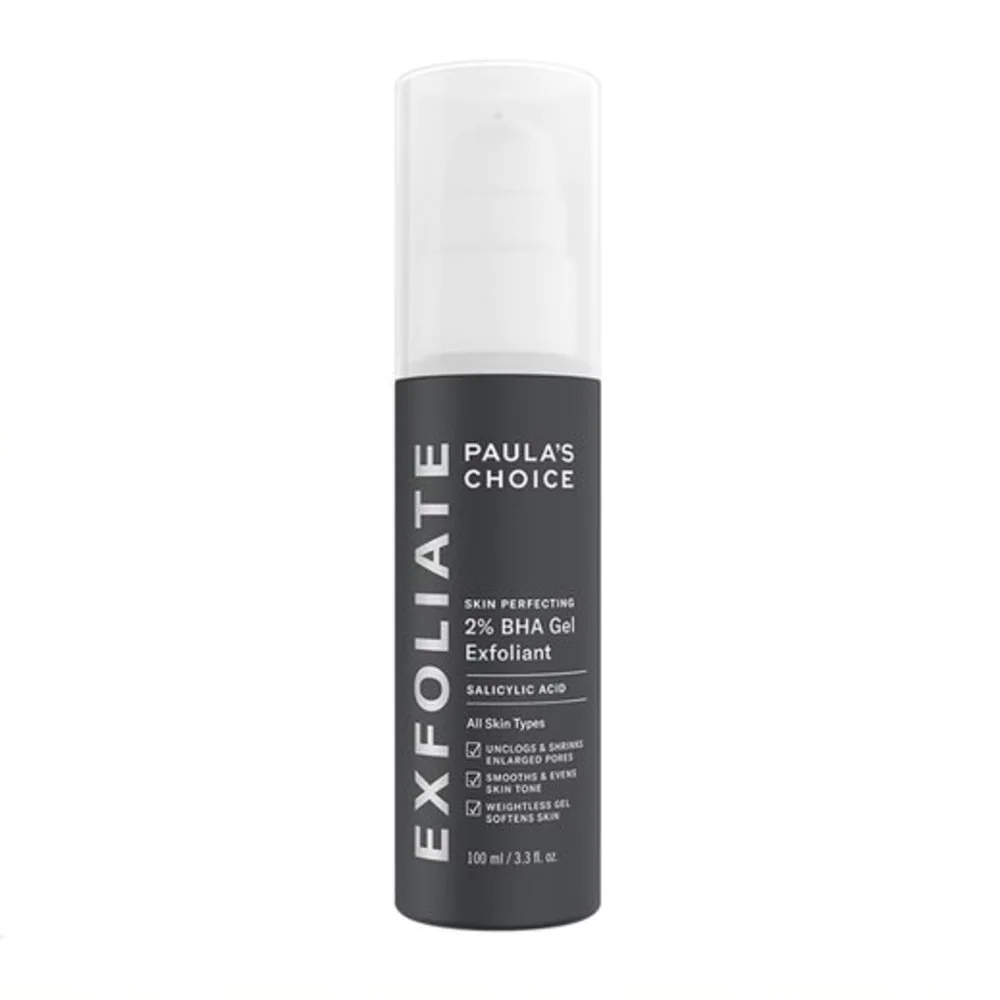 EXFOLIATE
PAULA'S
CHOICE
SKIN PERFECTING
2% BHA Gel
Exfoliant
SALICYLIC ACID
All Skin Types
UNCLOGS & SHRINKS
ENLARGED PORES
SMOOTHS & EVENS
SKIN TONE
WEIGHTLESS GEL
SOFTENS SKIN
100 ml / 3.3 fl. oz.